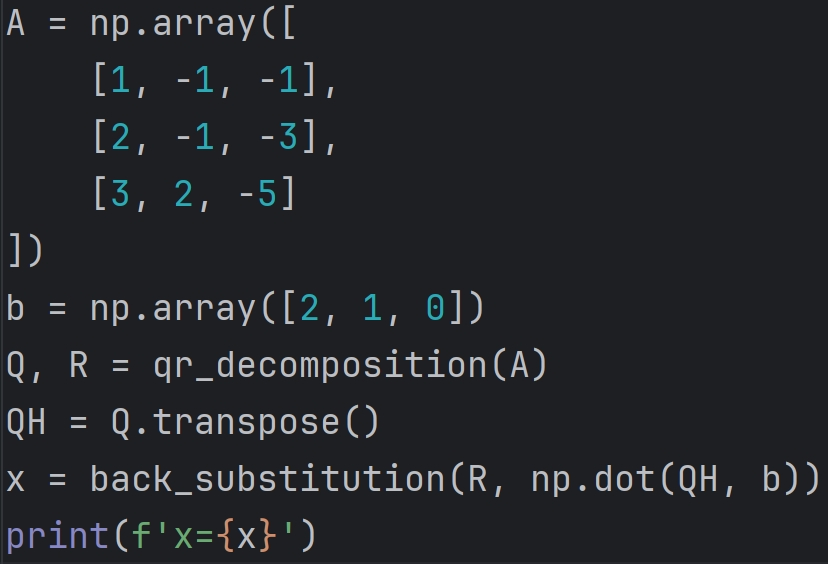 A = np.array([
    [1, -1, -1],
    [2, -1, -3],
    [3, 2, -5]
])
b = np.array([2, 1, 0])
Q, R = qr_decomposition(A)
QH = Q.transpose()
x = back_substitution(R, np.dot(QH, b))
print(f'x={x}')